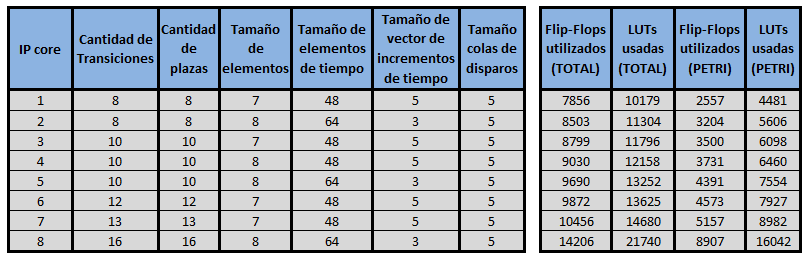 IP core Cantidad de Transiciones Cantidad de plazas Tamaño de elementos Tamaño de elementos de tiempo Tamaño de vector de incrementos de tiempo Tamaño colas de disparos Flip-Flops utilizados (TOTAL) LUTs usadas (TOTAL) Flip-Flops utilizados (PETRI) LUTs usadas (PETRI)
1 8 8 7 48 5 5 7856 10179 2557 4481
2 8 8 8 64 3 5 8503 11304 3204 5606
3 10 10 7 48 5 5 8799 11796 3500 6098
4 10 10 8 48 5 5 9030 12158 3731 6460
5 10 10 8 64 3 5 9690 13252 4391 7554
6 12 12 7 48 5 5 9872 13625 4573 7927
7 13 13 7 48 5 5 10456 14680 5157 8982
8 16 16 8 64 3 5 14206 21740 8907 16042